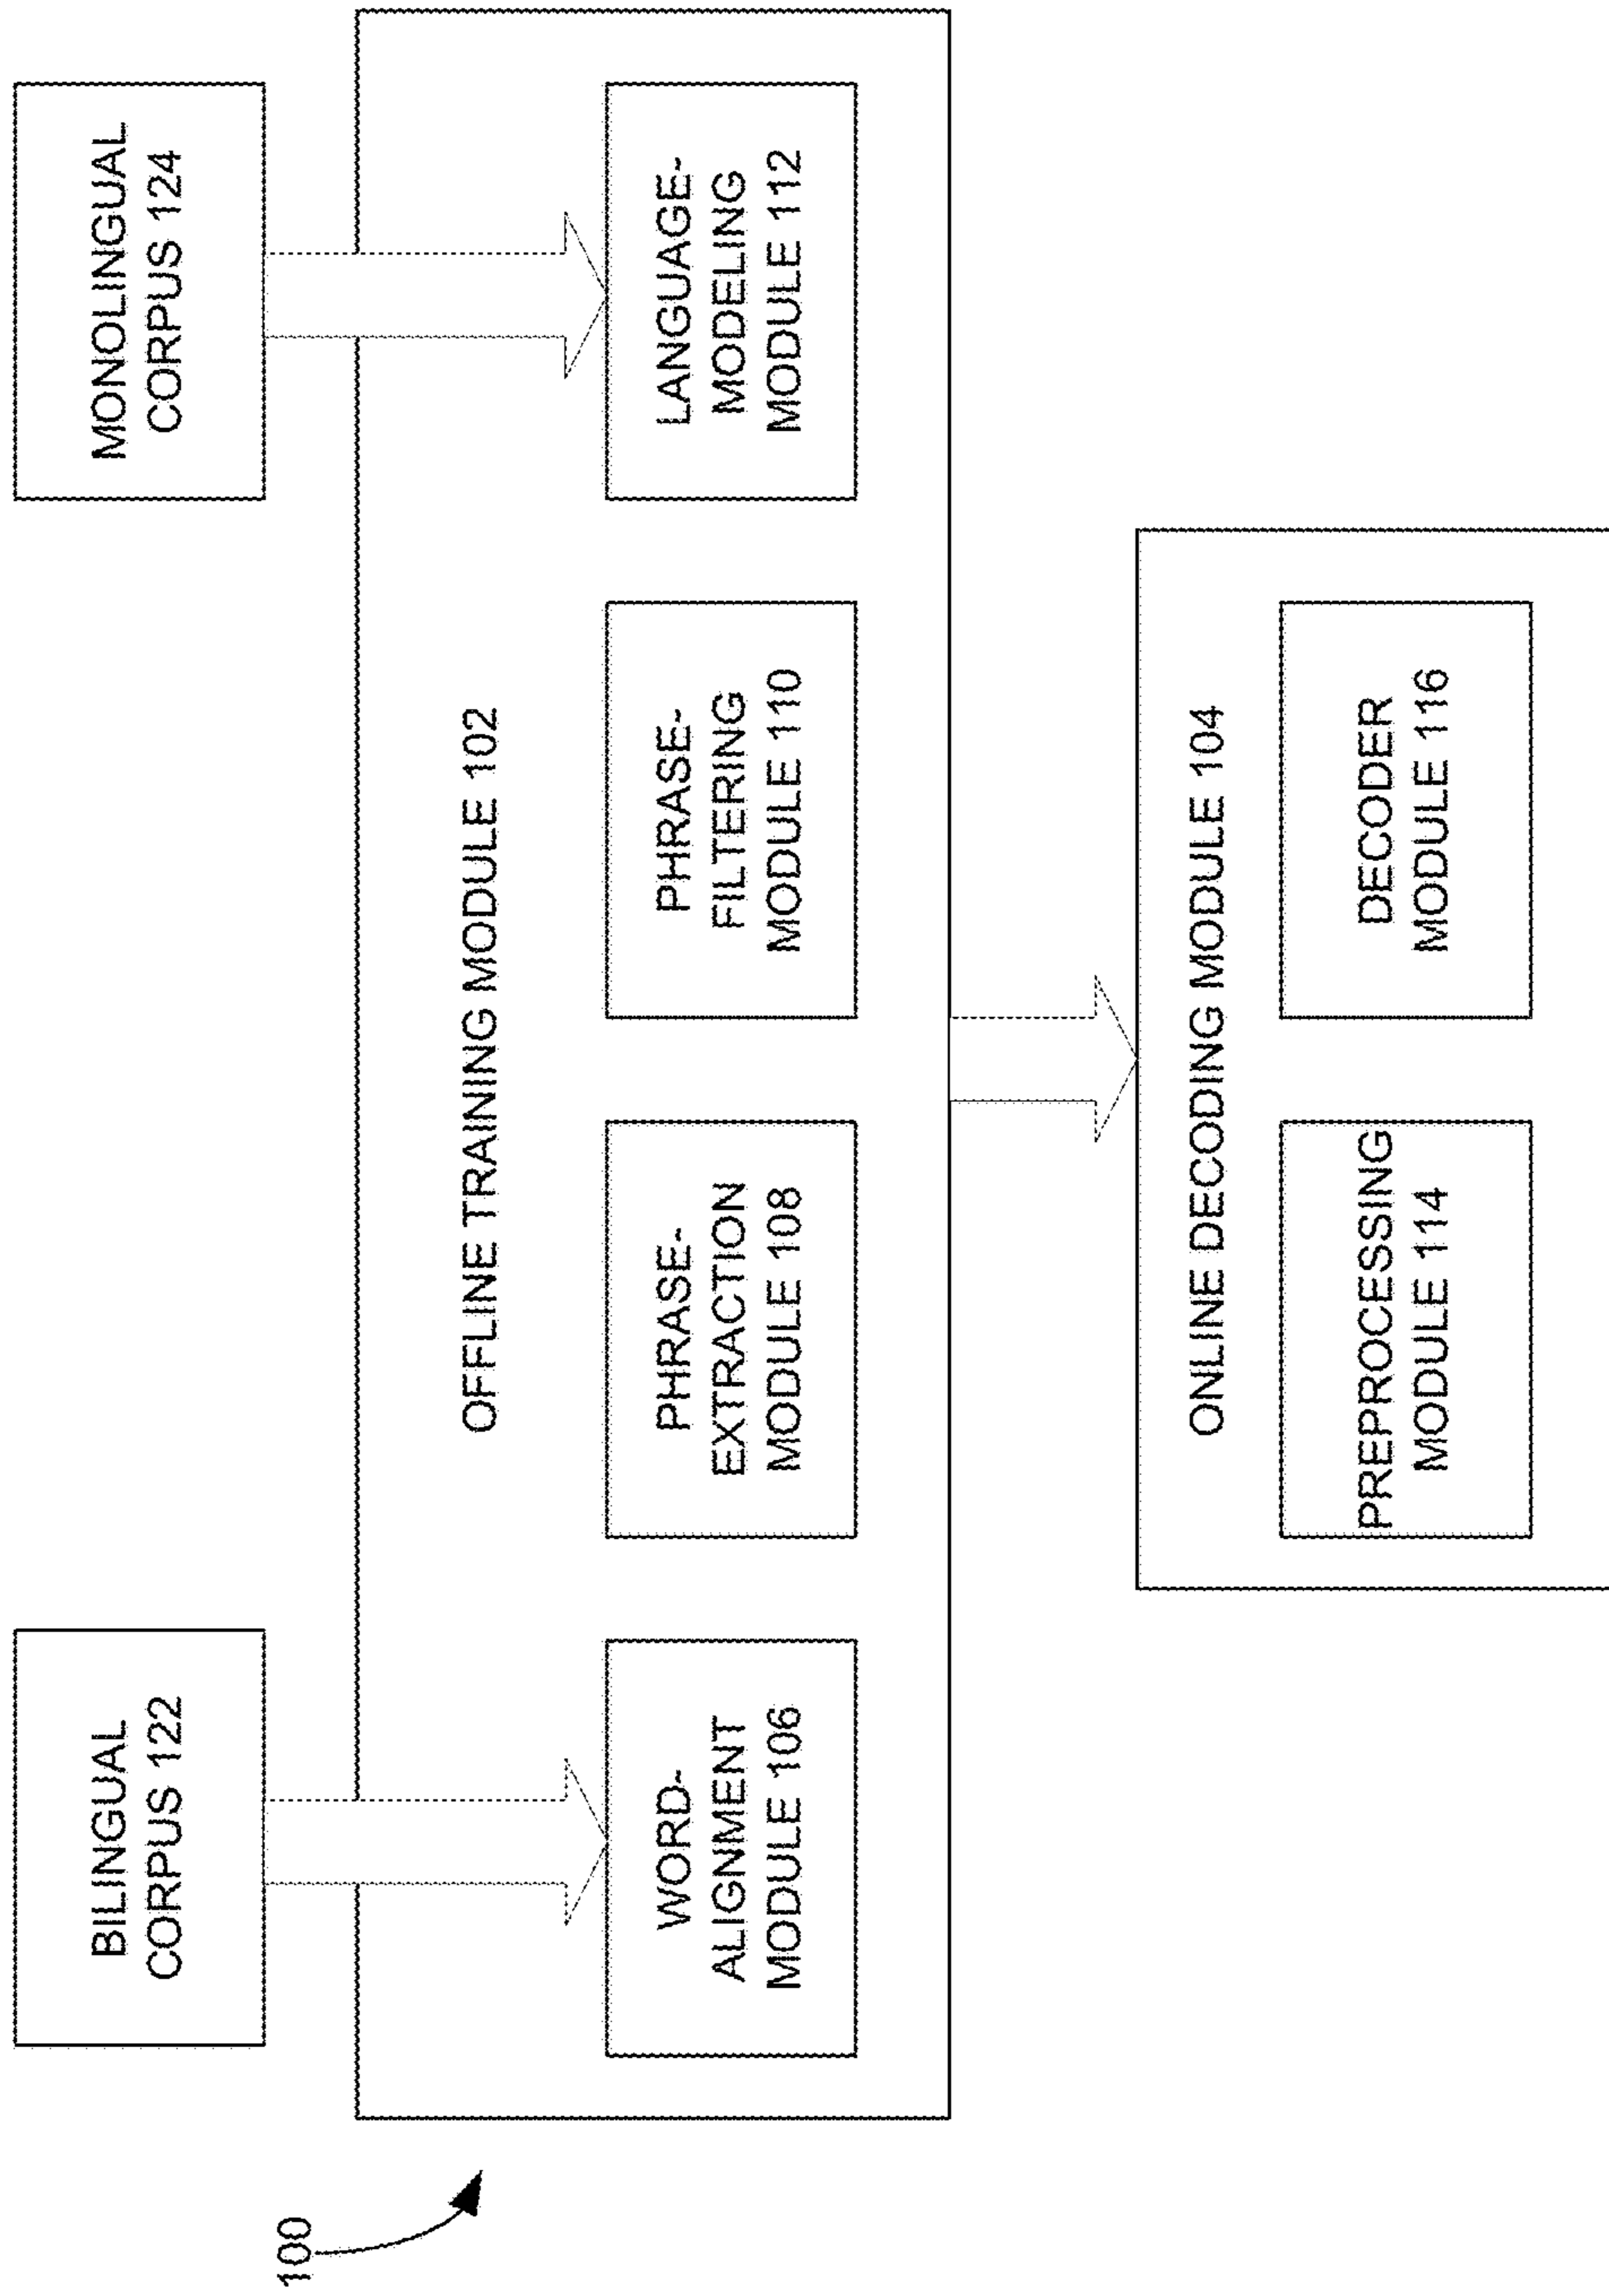 100
BILINGUAL
CORPUS 122
MONOLINGUAL
CORPUS 124
OFFLINE TRAINING MODULE 102
WORD-
ALIGNMENT
MODULE 106
PHRASE-
EXTRACTION
MODULE 108
PHRASE-
FILTERING
MODULE 110
LANGUAGE-
MODELING
MODULE 112
ONLINE DECODING MODULE 104
PREPROCESSING
MODULE 114
DECODER
MODULE 116